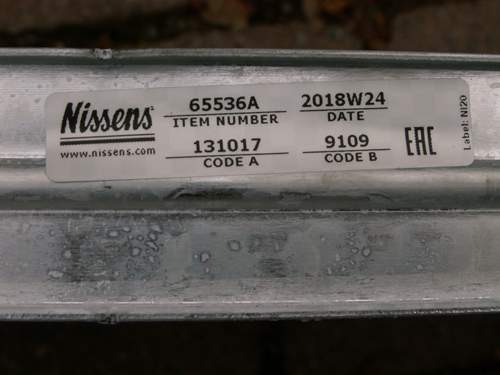 Nissens
www.nissens.com
65536A
ITEM NUMBER
2018W24
DATE
131017
CODE A
9109
CODE B
EAC
Label: NI20